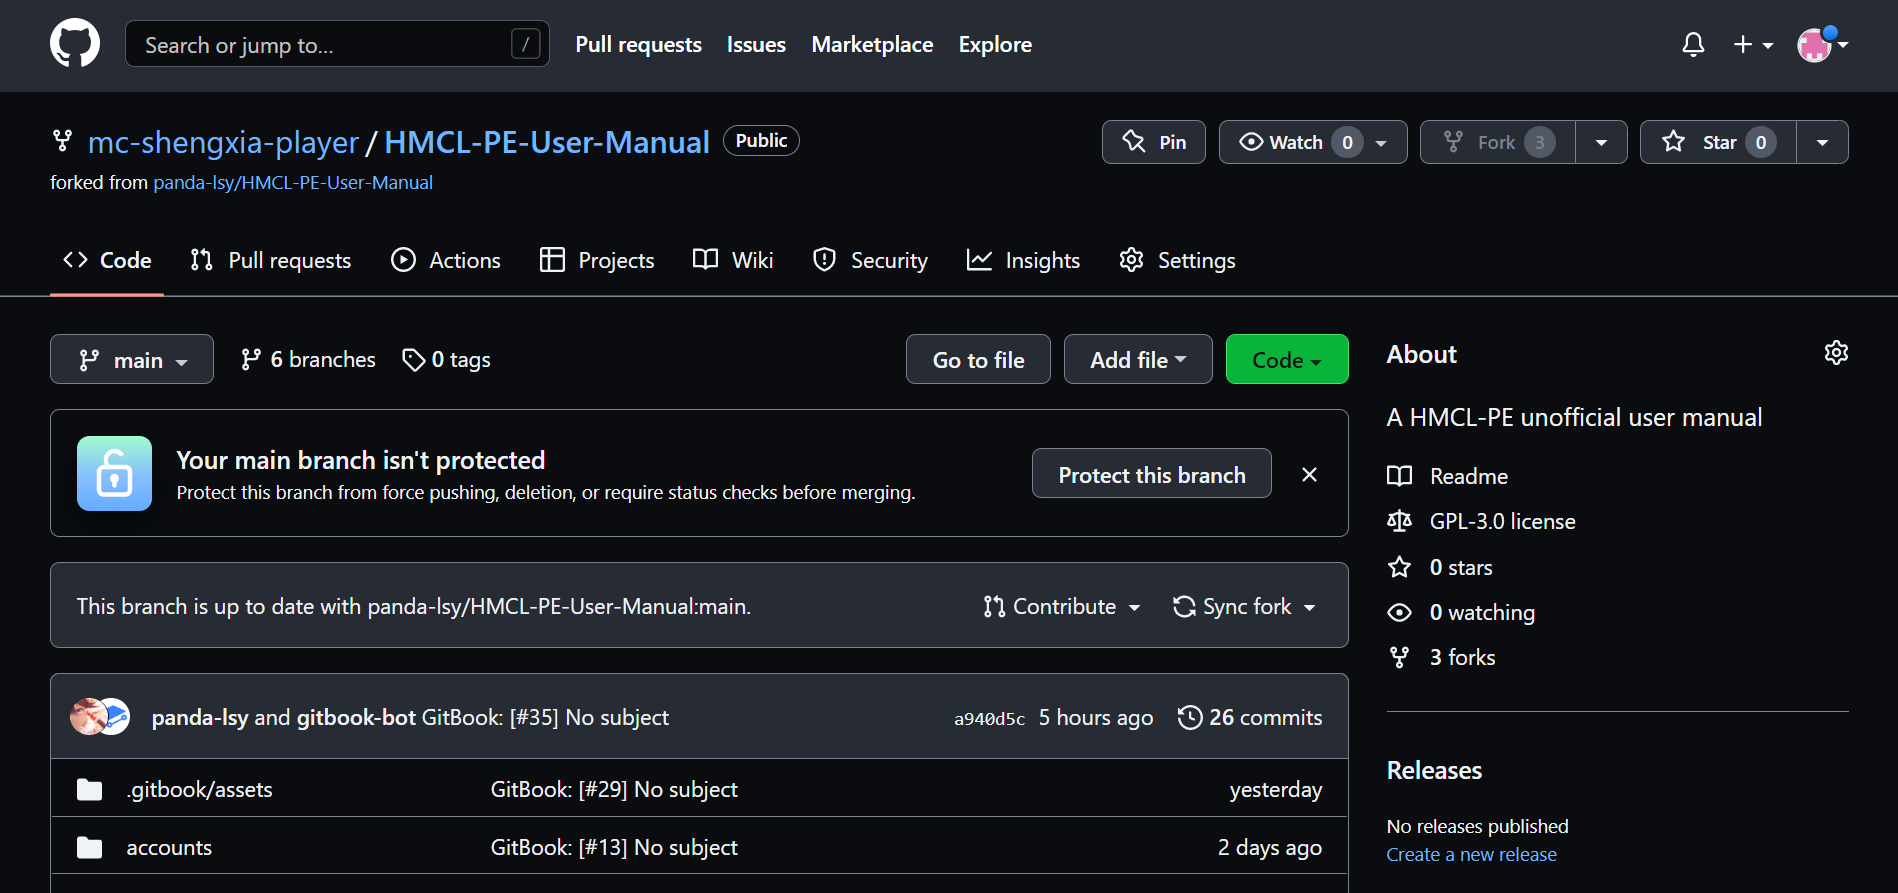 Search or jump to... /
Pull requests Issues Marketplace Explore
mc-shengxia-player / HMCL-PE-User-Manual Public
forked from panda-lsy/HMCL-PE-User-Manual
Pin
Watch 0
Fork 3
Star 0
Code Pull requests Actions Projects Wiki Security Insights Settings
main 6 branches 0 tags
Go to file Add file Code
Your main branch isn't protected
Protect this branch from force pushing, deletion, or require status checks before merging.
Protect this branch
This branch is up to date with panda-lsy/HMCL-PE-User-Manual:main.
Contribute Sync fork
panda-lsy and gitbook-bot GitBook: [#35] No subject a940d5c 5 hours ago 26 commits
.gitbook/assets GitBook: [#29] No subject yesterday
accounts GitBook: [#13] No subject 2 days ago
About
A HMCL-PE unofficial user manual
Readme
GPL-3.0 license
0 stars
0 watching
3 forks
Releases
No releases published
Create a new release